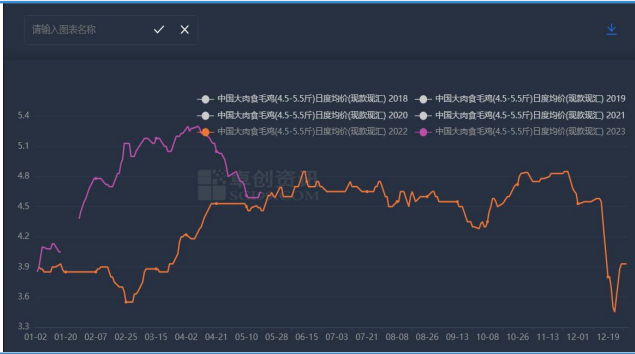 请输入图表名称
中国大肉食毛鸡(4.5-5.5斤)日度均价(现款现汇) 2018 中国大肉食毛鸡(4.5-5.5斤)日度均价(现款现汇) 2019
中国大肉食毛鸡(4.5-5.5斤)日度均价(现款现汇) 2020 中国大肉食毛鸡(4.5-5.5斤)日度均价(现款现汇) 2021
中国大肉食毛鸡(4.5-5.5斤)日度均价(现款现汇) 2022 中国大肉食毛鸡(4.5-5.5斤)日度均价(现款现汇) 2023
5.4
5.1
4.8
4.5
4.2
3.9
3.6
3.3
卓创资讯
01-02 01-20 02-07 02-25 03-15 04-02 04-21 05-10 05-28 06-15 07-03 07-21 08-08 08-26 09-13 10-08 10-26 11-13 12-01 12-19